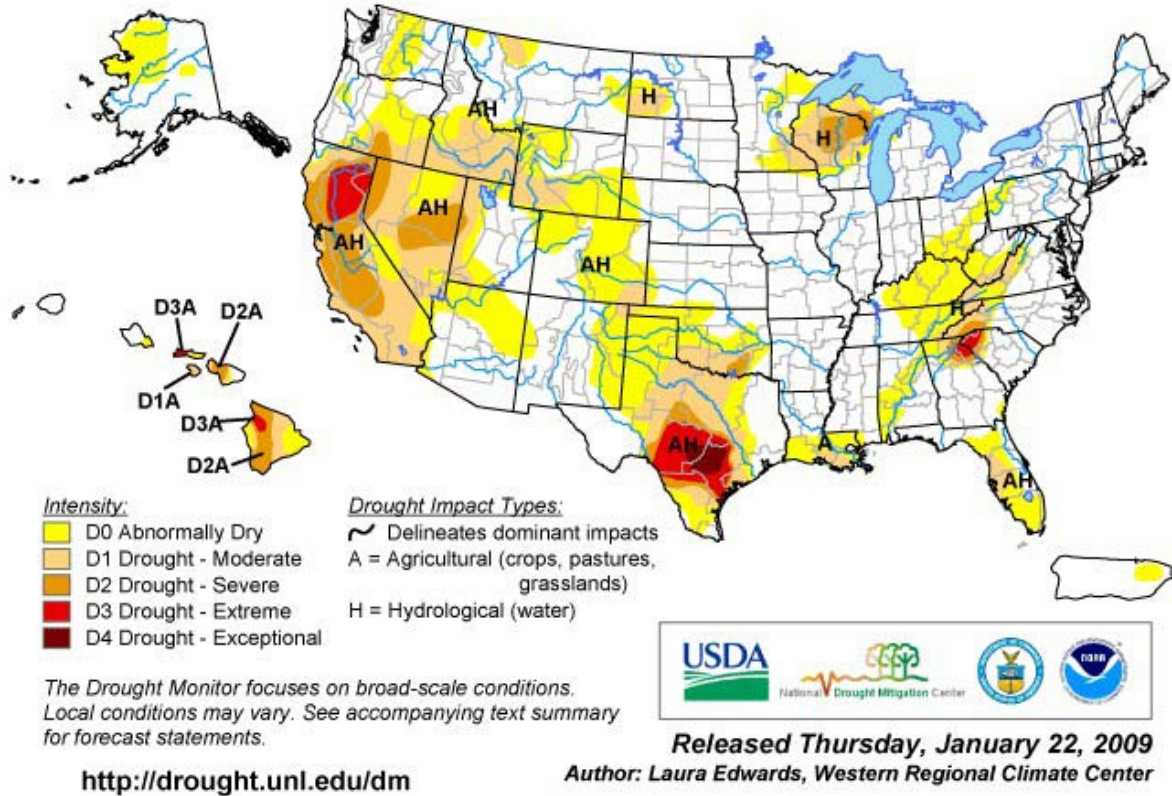 AH
H
H
AH
AH
AH
H
D3A
D2A
D1A
D3A
D2A
AH
A
AH
Intensity:
D0 Abnormally Dry
D1 Drought - Moderate
D2 Drought - Severe
D3 Drought - Extreme
D4 Drought - Exceptional
Drought Impact Types:
Delineates dominant impacts
A = Agricultural (crops, pastures,
grasslands)
H = Hydrological (water)
The Drought Monitor focuses on broad-scale conditions.
Local conditions may vary. See accompanying text summary
for forecast statements.
http://drought.unl.edu/dm
USDA
National Drought Mitigation Center
NOAA
Released Thursday, January 22, 2009
Author: Laura Edwards, Western Regional Climate Center